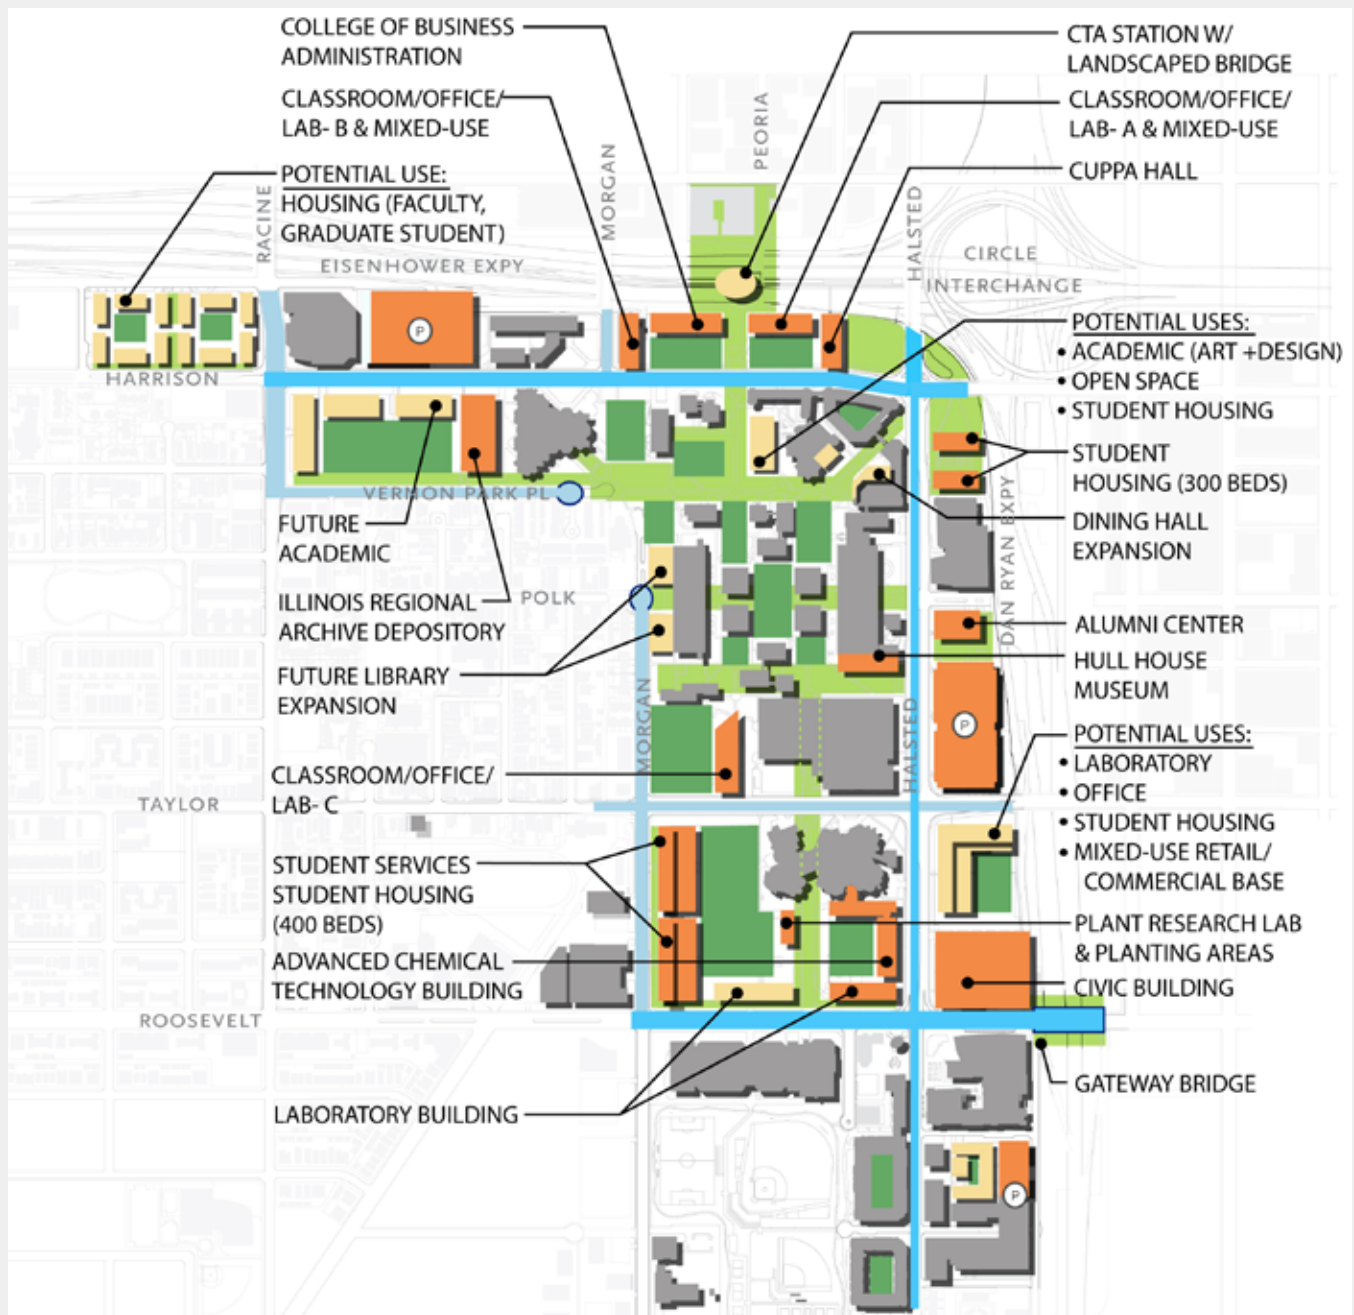 COLLEGE OF BUSINESS
ADMINISTRATION
CLASSROOM/OFFICE/
LAB- B & MIXED-USE
POTENTIAL USE:
HOUSING (FACULTY,
GRADUATE STUDENT)
CTA STATION W/
LANDSCAPED BRIDGE
CLASSROOM/OFFICE/
LAB- A & MIXED-USE
CUPPA HALL
RACINE
MORGAN
PEORIA
HALSTED
EISENHOWER EXPY
CIRCLE
INTERCHANGE
P
HARRISON
POTENTIAL USES:
• ACADEMIC (ART +DESIGN)
• OPEN SPACE
• STUDENT HOUSING
STUDENT
HOUSING (300 BEDS)
DINING HALL
EXPANSION
VERNON PARK PL
DAN RYAN EXPY
FUTURE
ACADEMIC
POLK
ILLINOIS REGIONAL
ARCHIVE DEPOSITORY
FUTURE LIBRARY
EXPANSION
ALUMNI CENTER
HULL HOUSE
MUSEUM
MORGAN
HALSTED
P
CLASSROOM/OFFICE/
LAB- C
TAYLOR
POTENTIAL USES:
• LABORATORY
• OFFICE
• STUDENT HOUSING
• MIXED-USE RETAIL/
COMMERCIAL BASE
STUDENT SERVICES
STUDENT HOUSING
(400 BEDS)
ADVANCED CHEMICAL
TECHNOLOGY BUILDING
PLANT RESEARCH LAB
& PLANTING AREAS
CIVIC BUILDING
ROOSEVELT
GATEWAY BRIDGE
LABORATORY BUILDING
P